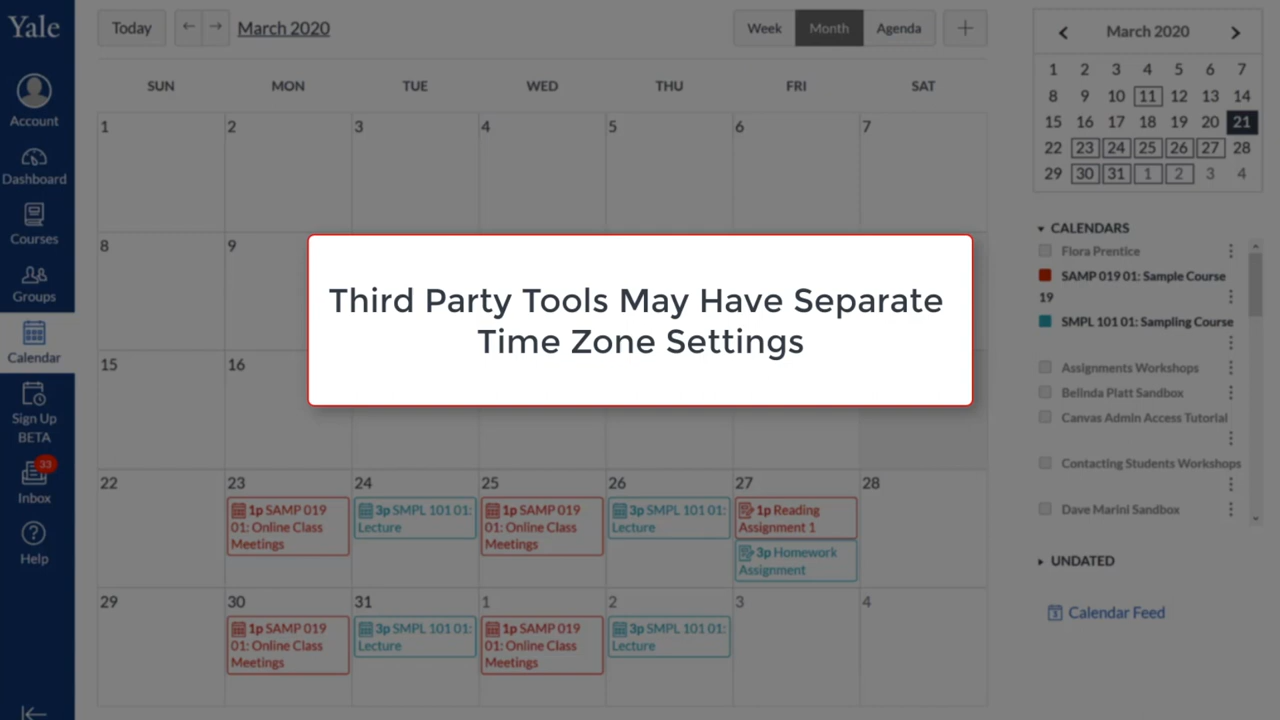 Yale
Account
Dashboard
Courses
Groups
Calendar
Sign Up
BETA
33
Inbox
Help
Today
March 2020
Week
Month
Agenda
SUN MON TUE WED THU FRI SAT
1 2 3 4 5 6 7
8 9
15 16
Third Party Tools May Have Separate
Time Zone Settings
22 23 24 25 26 27 28
1p SAMP 019
01: Online Class
Meetings
3p SMPL 101 01:
Lecture
1p SAMP 019
01: Online Class
Meetings
3p SMPL 101 01:
Lecture
1p Reading
Assignment 1
3p Homework
Assignment
29 30 31 1 2 3 4
1p SAMP 019
01: Online Class
Meetings
3p SMPL 101 01:
Lecture
1p SAMP 019
01: Online Class
Meetings
3p SMPL 101 01:
Lecture
March 2020
1 2 3 4 5 6 7
8 9 10 11 12 13 14
15 16 17 18 19 20 21
22 23 24 25 26 27 28
29 30 31 1 2 3 4
CALENDARS
Flora Prentice
SAMP 019 01: Sample Course
19
SMPL 101 01: Sampling Course
Assignments Workshops
Belinda Platt Sandbox
Canvas Admin Access Tutorial
Contacting Students Workshops
Dave Marini Sandbox
UNDATED
3 Calendar Feed